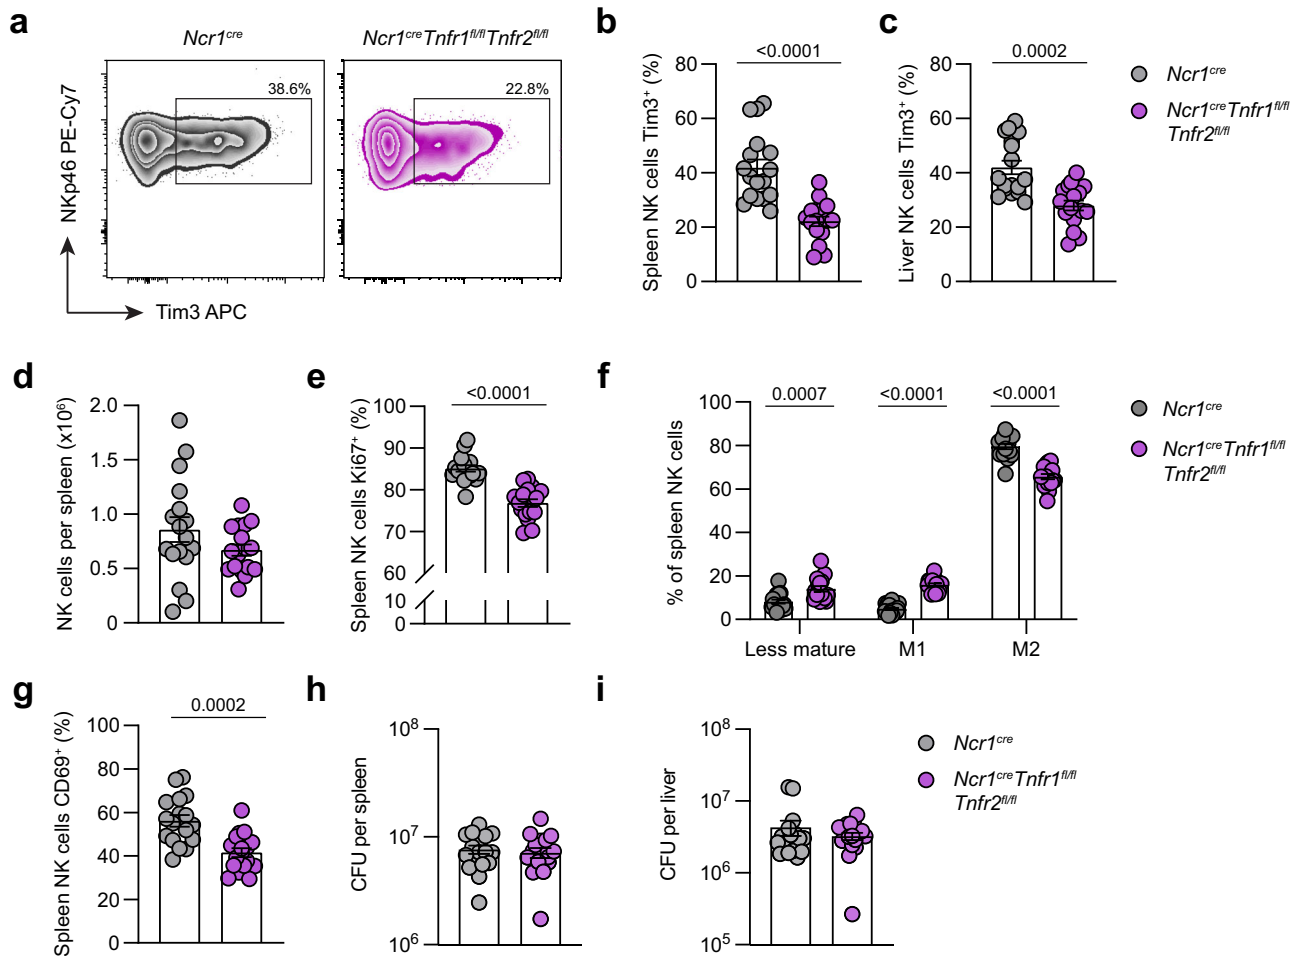 a
Ncr1cre
Ncr1creTnfr1fl/flTnfr2fl/fl
38.6%
22.8%
NKp46 PE-Cy7
Tim3 APC
b
<0.0001
Spleen NK cells Tim3+ (%)
80
60
40
20
0
c
0.0002
Liver NK cells Tim3+ (%)
80
60
40
20
0
Ncr1cre
Ncr1creTnfr1fl/fl
Tnfr2fl/fl
d
NK cells per spleen (x10⁶)
2.0
1.5
1.0
0.5
0
e
<0.0001
Spleen NK cells Ki67+ (%)
100
90
80
70
60
10
0
f
0.0007
<0.0001
<0.0001
% of spleen NK cells
100
80
60
40
20
0
Less mature
M1
M2
Ncr1cre
Ncr1creTnfr1fl/fl
Tnfr2fl/fl
g
0.0002
Spleen NK cells CD69+ (%)
100
80
60
40
20
0
h
CFU per spleen
10⁸
10⁷
10⁶
i
CFU per liver
10⁸
10⁷
10⁶
10⁵
Ncr1cre
Ncr1creTnfr1fl/fl
Tnfr2fl/fl